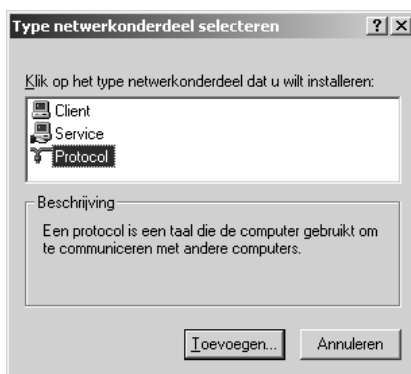 Type netwerkonderdeel selecteren
Klik op het type netwerkonderdeel dat u wilt installeren:
Client
Service
Protocol
Beschrijving
Een protocol is een taal die de computer gebruikt om
te communiceren met andere computers.
Toevoegen... Annuleren